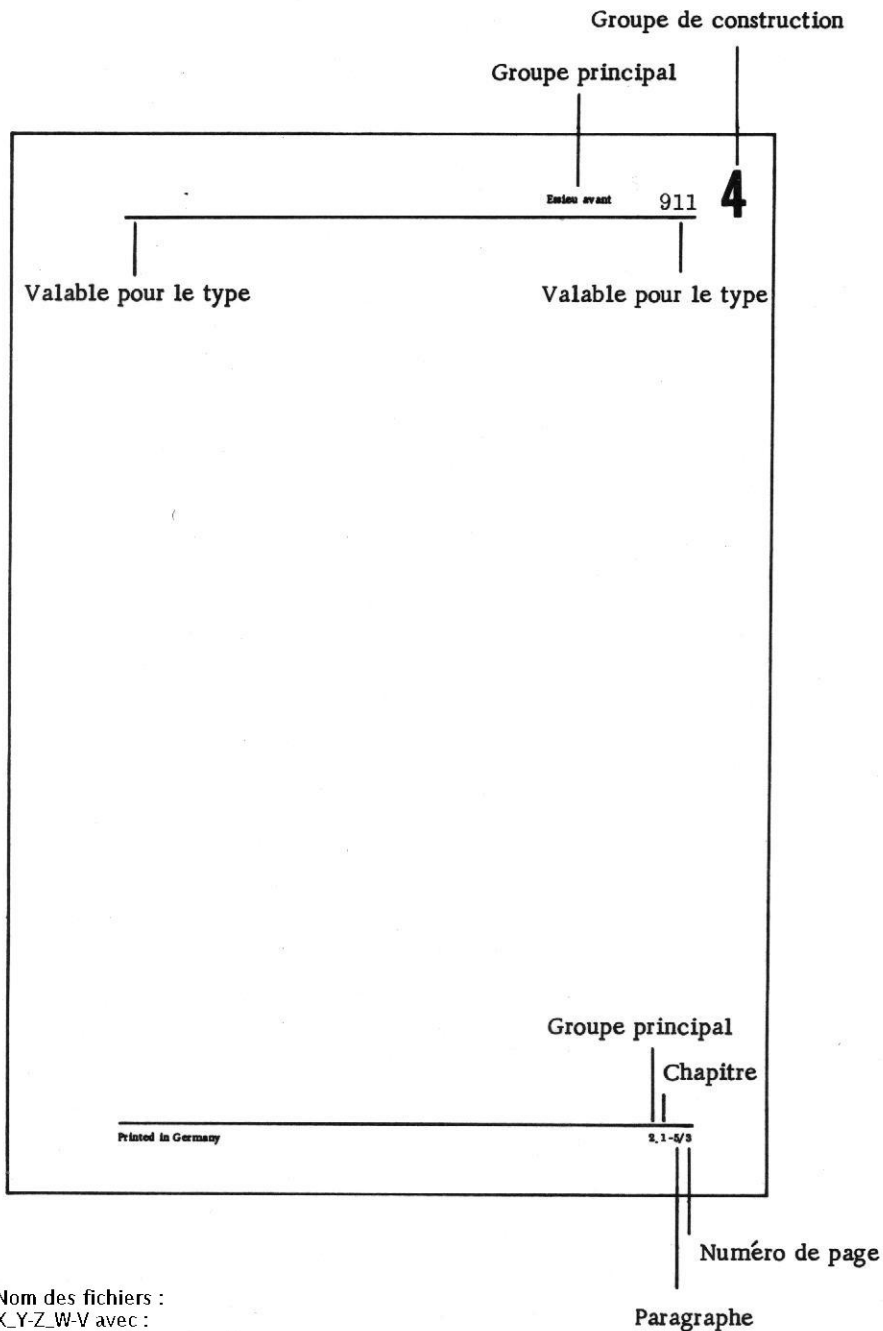 Groupe de construction
Groupe principal
Essieu avant 911 4
Valable pour le type Valable pour le type
Groupe principal
Chapitre
Printed in Germany 2, 1-5/3
Numéro de page
Nom des fichiers :
X_Y-Z_W-V avec :
Paragraphe